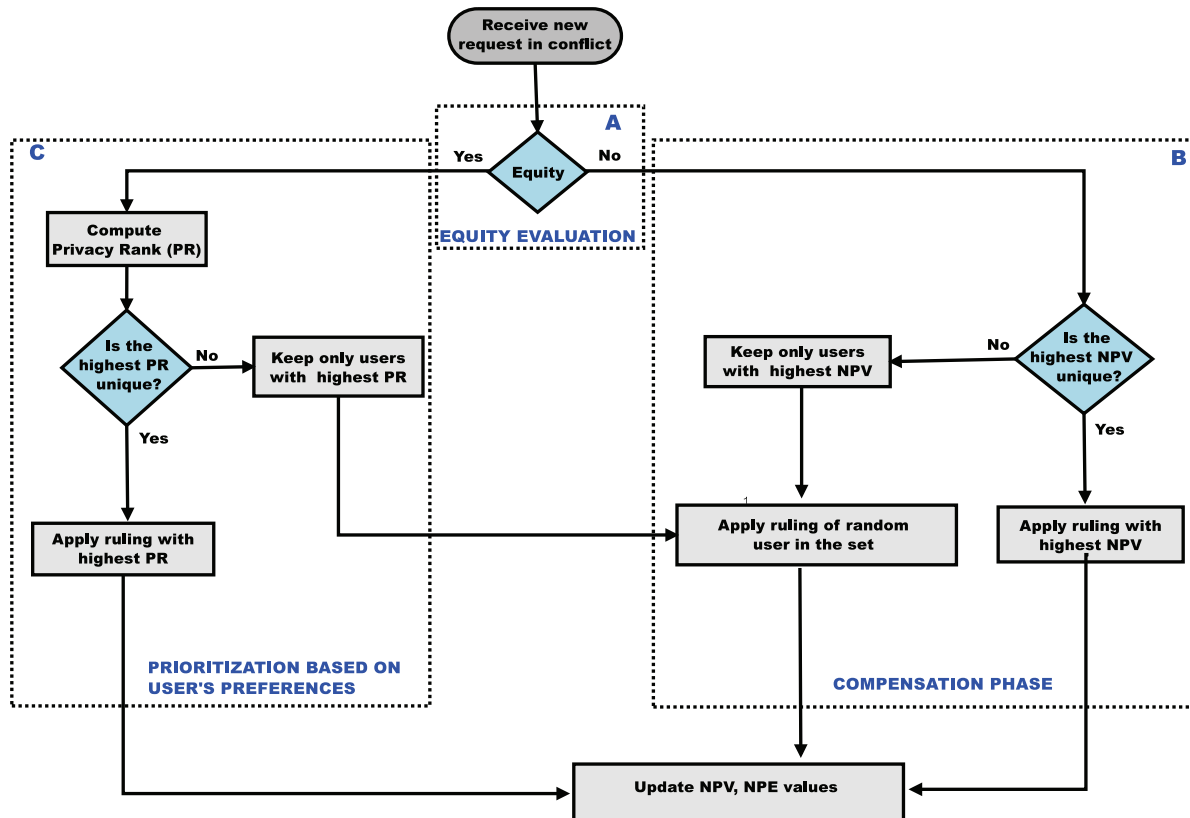 Receive new
request in conflict
A
Yes
No
Equity
EQUITY EVALUATION
C
Compute
Privacy Rank (PR)
Is the
highest PR
unique?
No
Keep only users
with highest PR
Yes
Apply ruling with
highest PR
PRIORITIZATION BASED ON
USER'S PREFERENCES
B
Is the
highest NPV
unique?
No
Keep only users
with highest NPV
Yes
1
Apply ruling of random
user in the set
Apply ruling with
highest NPV
COMPENSATION PHASE
Update NPV, NPE values